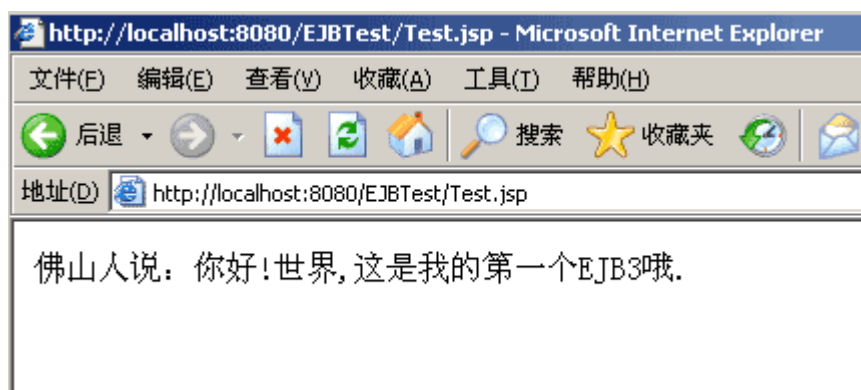 http://localhost:8080/EJBTest/Test.jsp - Microsoft Internet Explorer
文件(F) 编辑(E) 查看(V) 收藏(A) 工具(T) 帮助(H)
后退 搜索 收藏夹
地址(D) http://localhost:8080/EJBTest/Test.jsp
佛山人说：你好!世界,这是我的第一个EJB3哦.